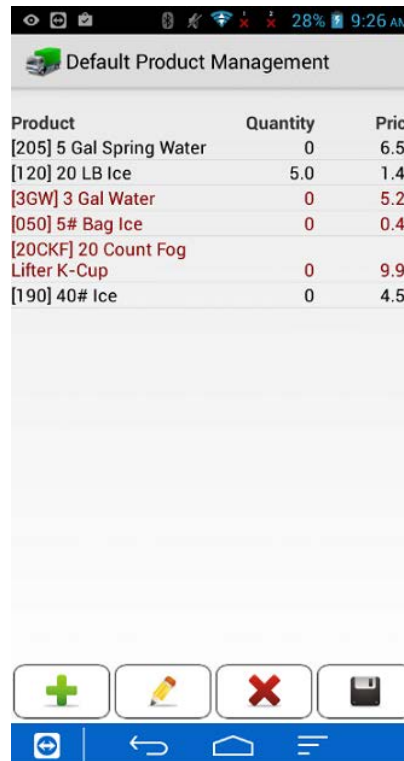 28% 9:26 AM
Default Product Management
Product Quantity Pric
[205] 5 Gal Spring Water 0 6.5
[120] 20 LB Ice 5.0 1.4
[3GW] 3 Gal Water 0 5.2
[050] 5# Bag Ice 0 0.4
[20CKF] 20 Count Fog
Lifter K-Cup 0 9.9
[190] 40# Ice 0 4.5